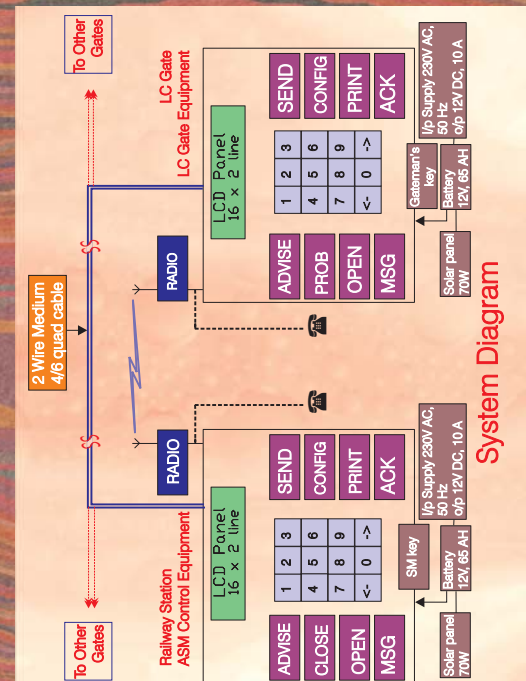 To Other
Gates
2 Wire Medium
4/6 quad cable
To Other
Gates
Railway Station
ASM Control Equipment
RADIO
RADIO
LC Gate
LC Gate Equipment
LCD Panel
16 x 2 line
ADVISE
CLOSE
OPEN
MSG
1 2 3
4 5 6
7 8 9
<- 0 ->
SEND
CONFIG
PRINT
ACK
SM key
Solar panel
70W
Battery
12V, 65 AH
I/p Supply 230V AC,
50 Hz
o/p 12V DC, 10 A
LCD Panel
16 x 2 line
ADVISE
PROB
OPEN
MSG
1 2 3
4 5 6
7 8 9
<- 0 ->
SEND
CONFIG
PRINT
ACK
Gateman's
key
Solar panel
70W
Battery
12V, 65 AH
I/p Supply 230V AC,
50 Hz
o/p 12V DC, 10 A
System Diagram